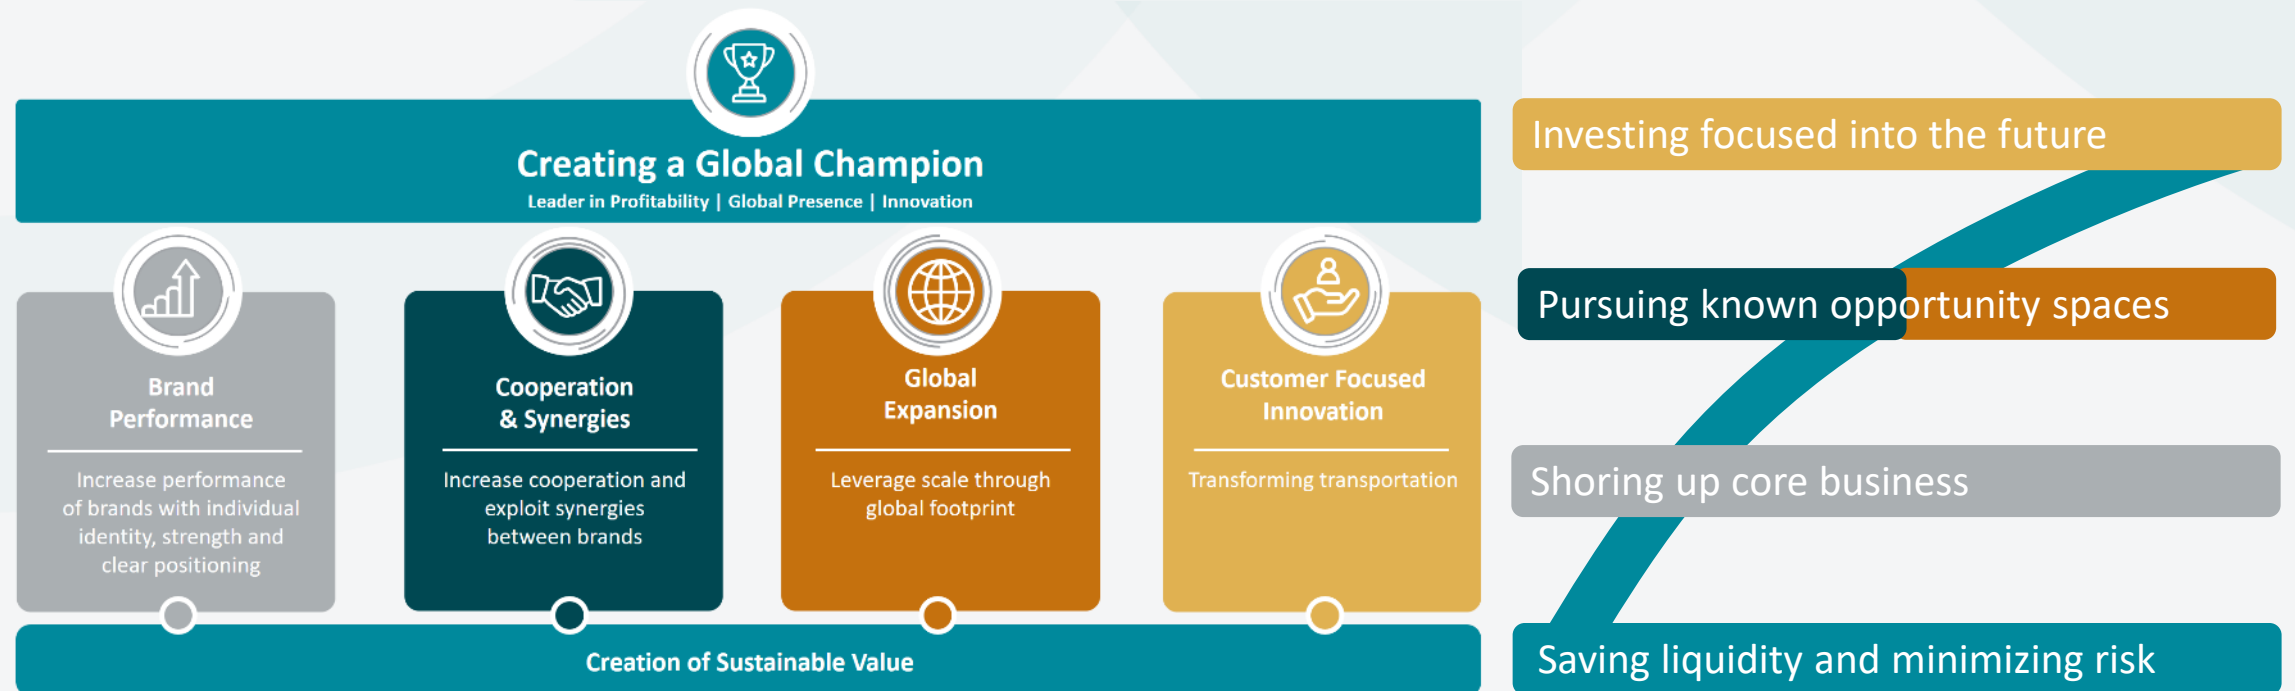 Creating a Global Champion
Leader in Profitability | Global Presence | Innovation
Brand
Performance
Increase performance
of brands with individual
identity, strength and
clear positioning
Cooperation
& Synergies
Increase cooperation and
exploit synergies
between brands
Global
Expansion
Leverage scale through
global footprint
Customer Focused
Innovation
Transforming transportation
Creation of Sustainable Value
Investing focused into the future
Pursuing known opportunity spaces
Shoring up core business
Saving liquidity and minimizing risk